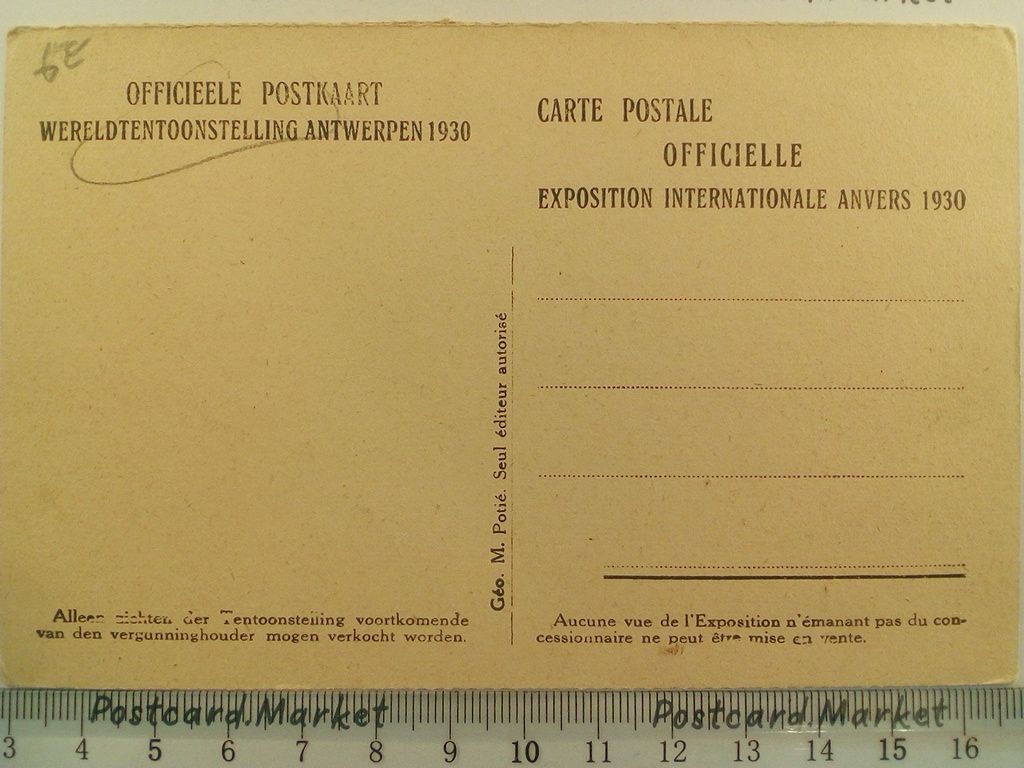 OFFICIEELE POSTKAART
WERELDTENTOONSTELLING ANTWERPEN 1930
CARTE POSTALE
OFFICIELLE
EXPOSITION INTERNATIONALE ANVERS 1930
Géo. M. Potié. Seul éditeur autorisé
Alleen zichten der Tentoonstelling voortkomende
van den vergunninghouder mogen verkocht worden.
Aucune vue de l'Exposition n'émanant pas du con-
cessionnaire ne peut être mise en vente.
Postcard.Market Postcard.Market
3 4 5 6 7 8 9 10 11 12 13 14 15 16